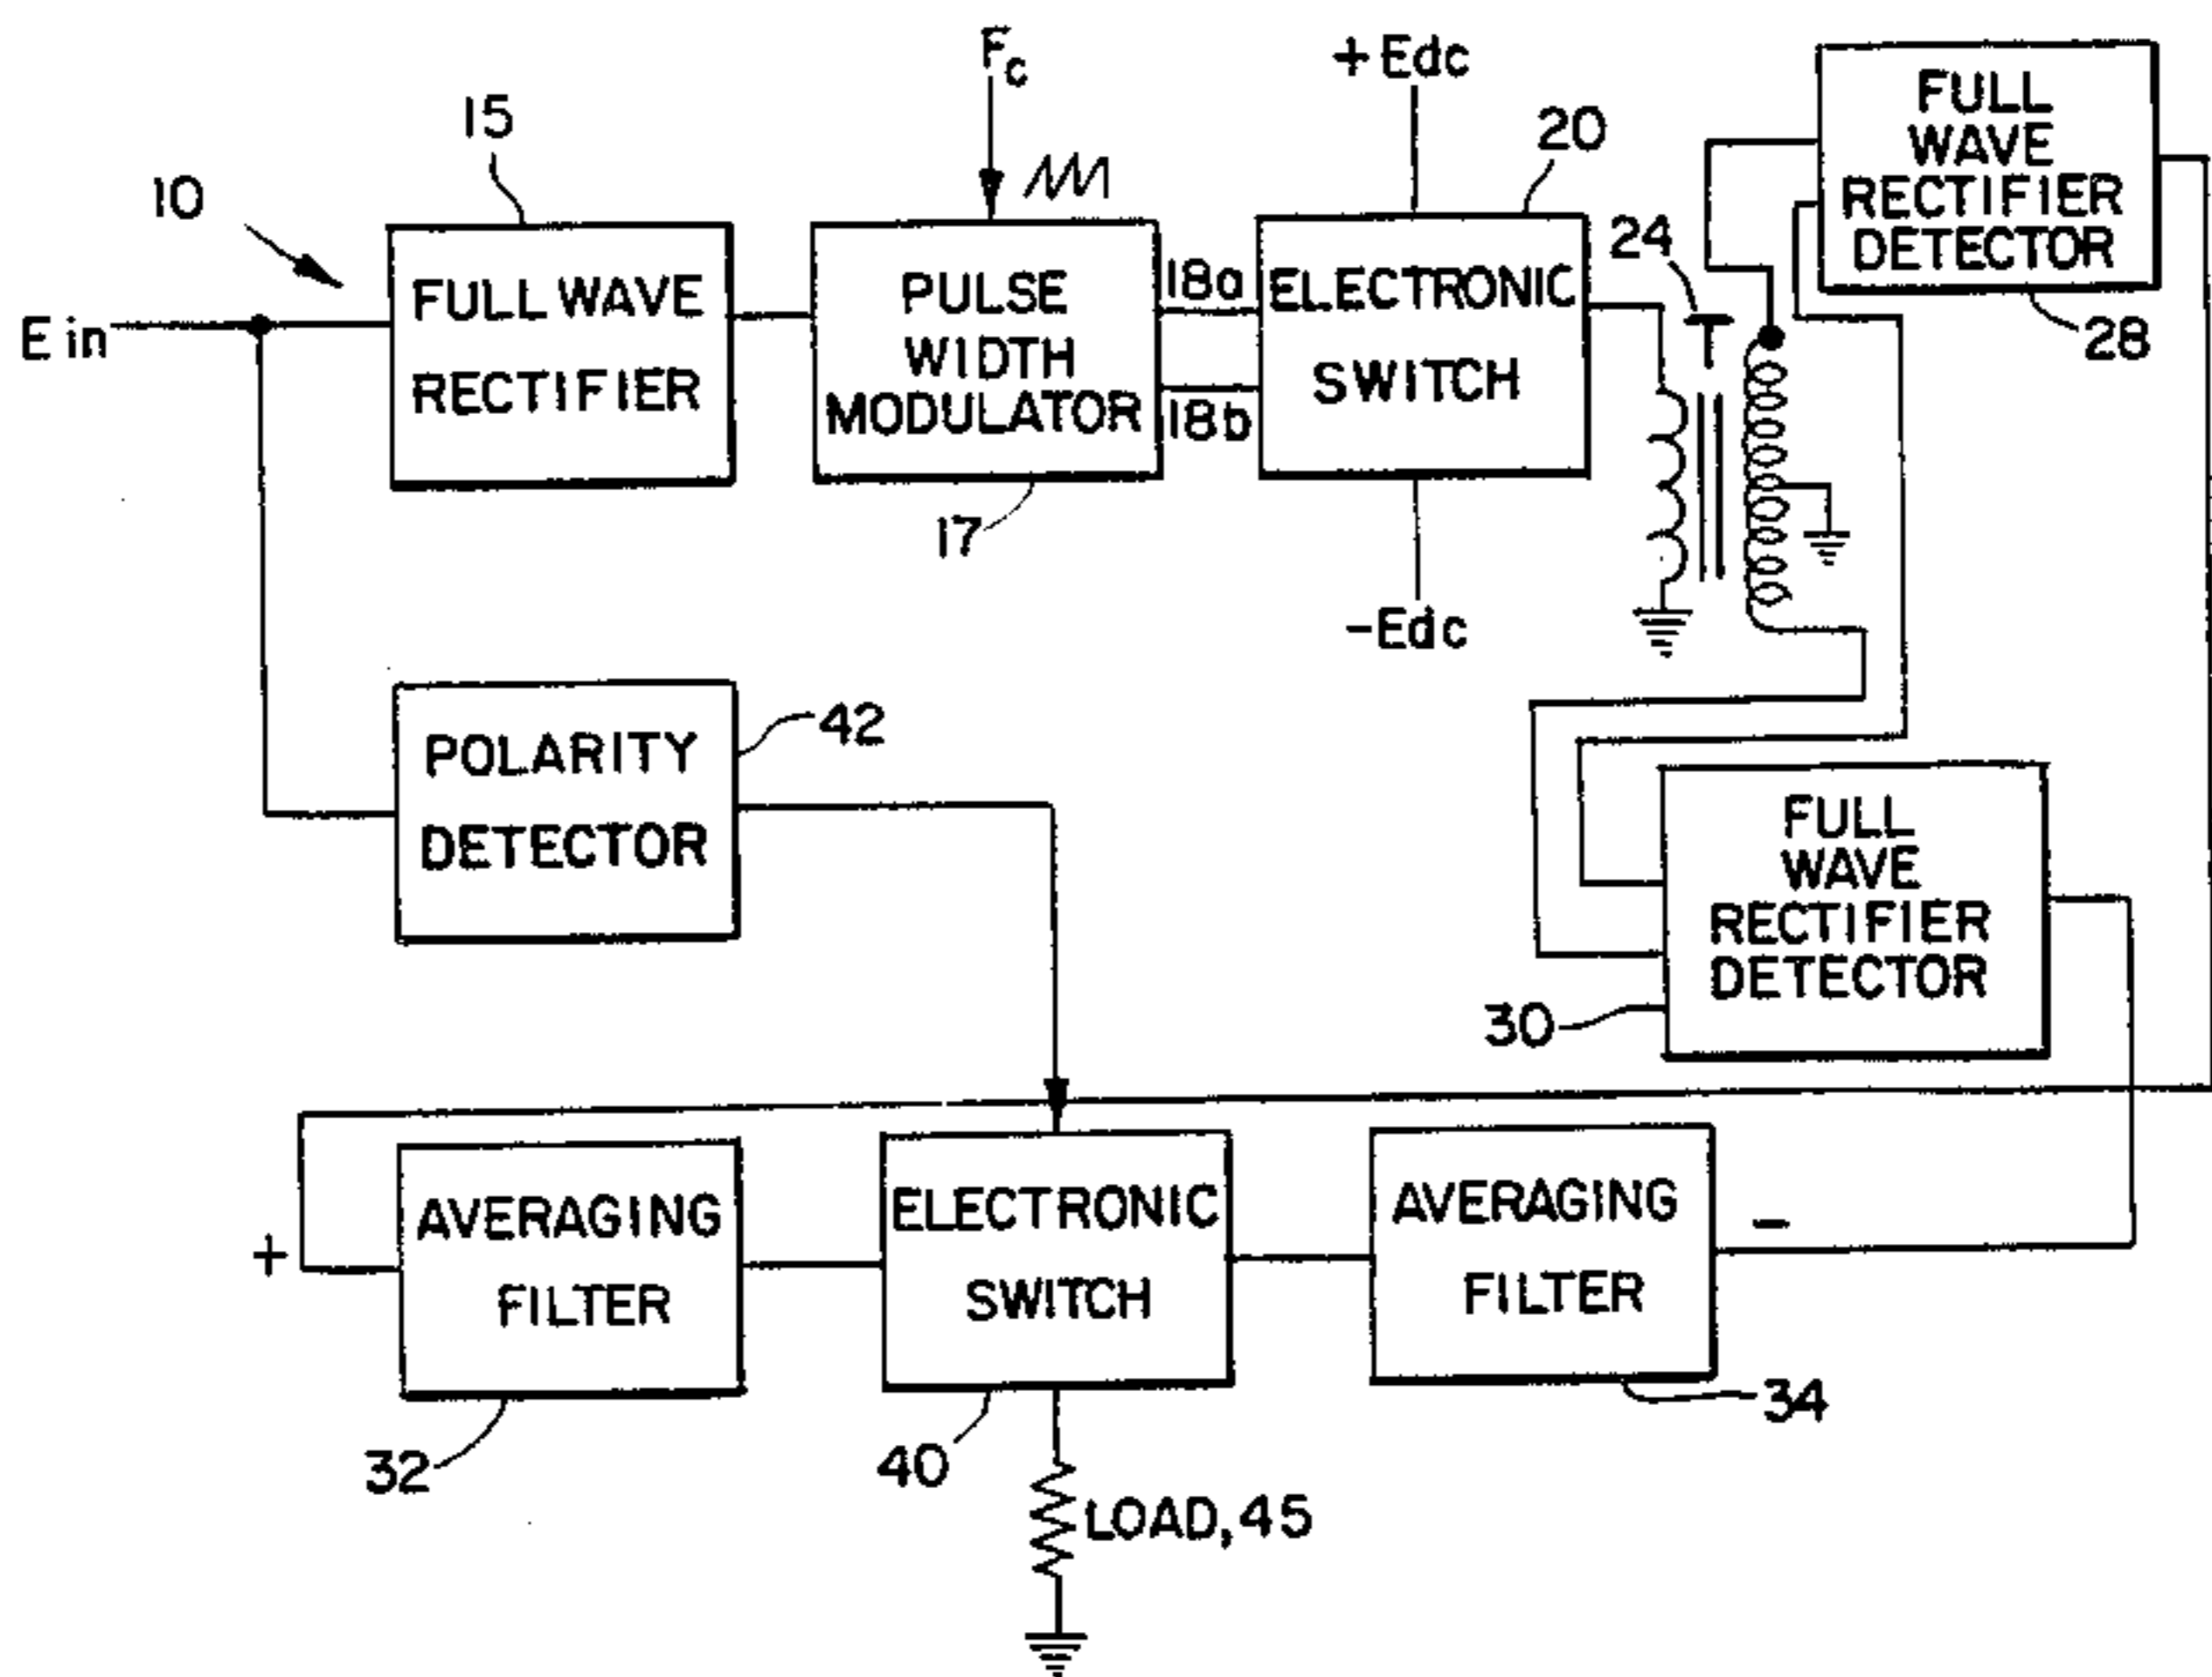 Fc
+Edc
15
20
10
FULL
WAVE
RECTIFIER
DETECTOR
28
24
T
E in
FULL WAVE
RECTIFIER
PULSE
WIDTH
MODULATOR
17
18a
18b
ELECTRONIC
SWITCH
-Edc
POLARITY
DETECTOR
42
FULL
WAVE
RECTIFIER
DETECTOR
30
+
AVERAGING
FILTER
32
ELECTRONIC
SWITCH
40
AVERAGING
FILTER
-
34
LOAD, 45